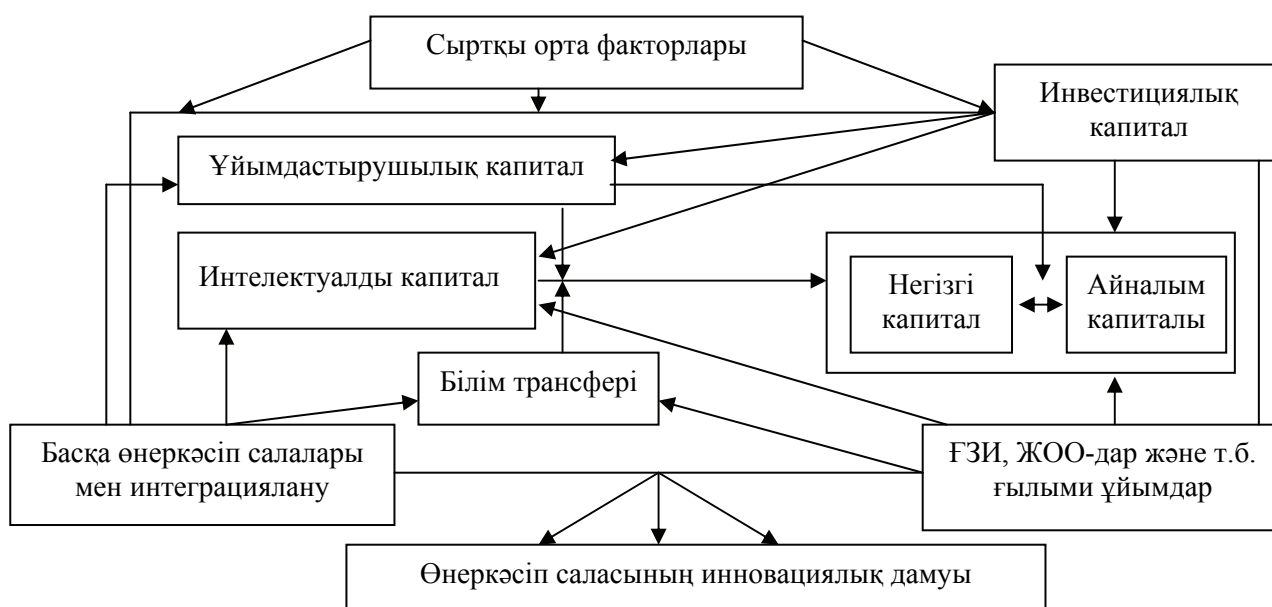 Сыртқы орта факторлары
Инвестициялық
капитал
Ұйымдастырушылық капитал
Интелектуалды капитал
Негізгі
капитал
Айналым
капиталы
Білім трансфері
Басқа өнеркәсіп салалары
мен интеграциялану
ҒЗИ, ЖОО-дар және т.б.
ғылыми ұйымдар
Өнеркәсіп саласының инновациялық дамуы